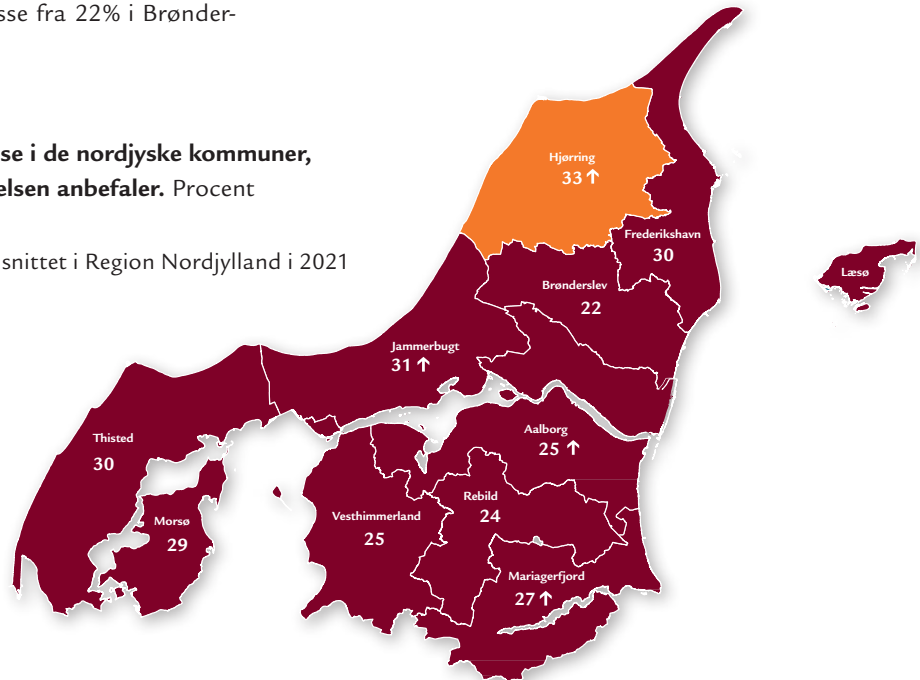 sse fra 22% i Brønder-
se i de nordjyske kommuner,
elsen anbefaler. Procent
snittet i Region Nordjylland i 2021
Hjørring
33 ↑
Frederikshavn
30
Læsø
Brønderslev
22
Jammerbugt
31 ↑
Aalborg
25 ↑
Thisted
30
Rebild
24
Vesthimmerland
25
Morsø
29
Mariagerfjord
27 ↑